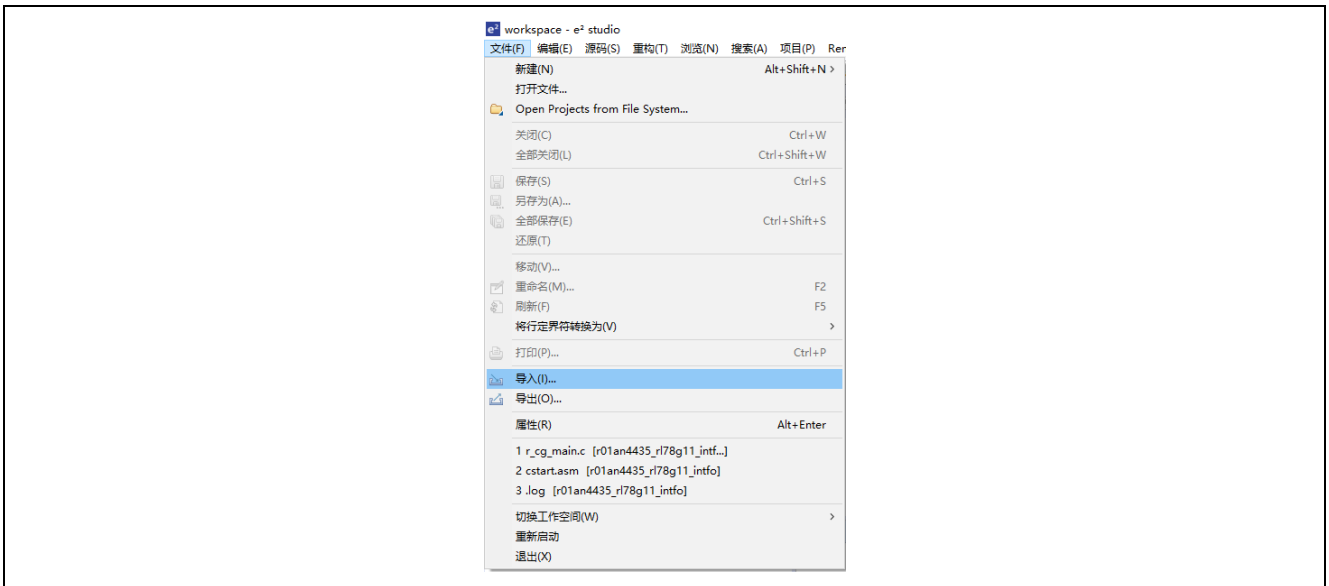 e² workspace - e² studio
文件(F) 编辑(E) 源码(S) 重构(T) 浏览(N) 搜索(A) 项目(P) Rer
新建(N) Alt+Shift+N >
打开文件...
Open Projects from File System...
关闭(C) Ctrl+W
全部关闭(L) Ctrl+Shift+W
保存(S) Ctrl+S
另存为(A)...
全部保存(E) Ctrl+Shift+S
还原(T)
移动(V)...
重命名(M)... F2
刷新(F) F5
将行定界符转换为(V) >
打印(P)... Ctrl+P
导入(I)...
导出(O)...
属性(R) Alt+Enter
1 r_cg_main.c [r01an4435_rl78g11_intf...]
2 cstart.asm [r01an4435_rl78g11_intfo]
3 .log [r01an4435_rl78g11_intfo]
切换工作空间(W) >
重新启动
退出(X)